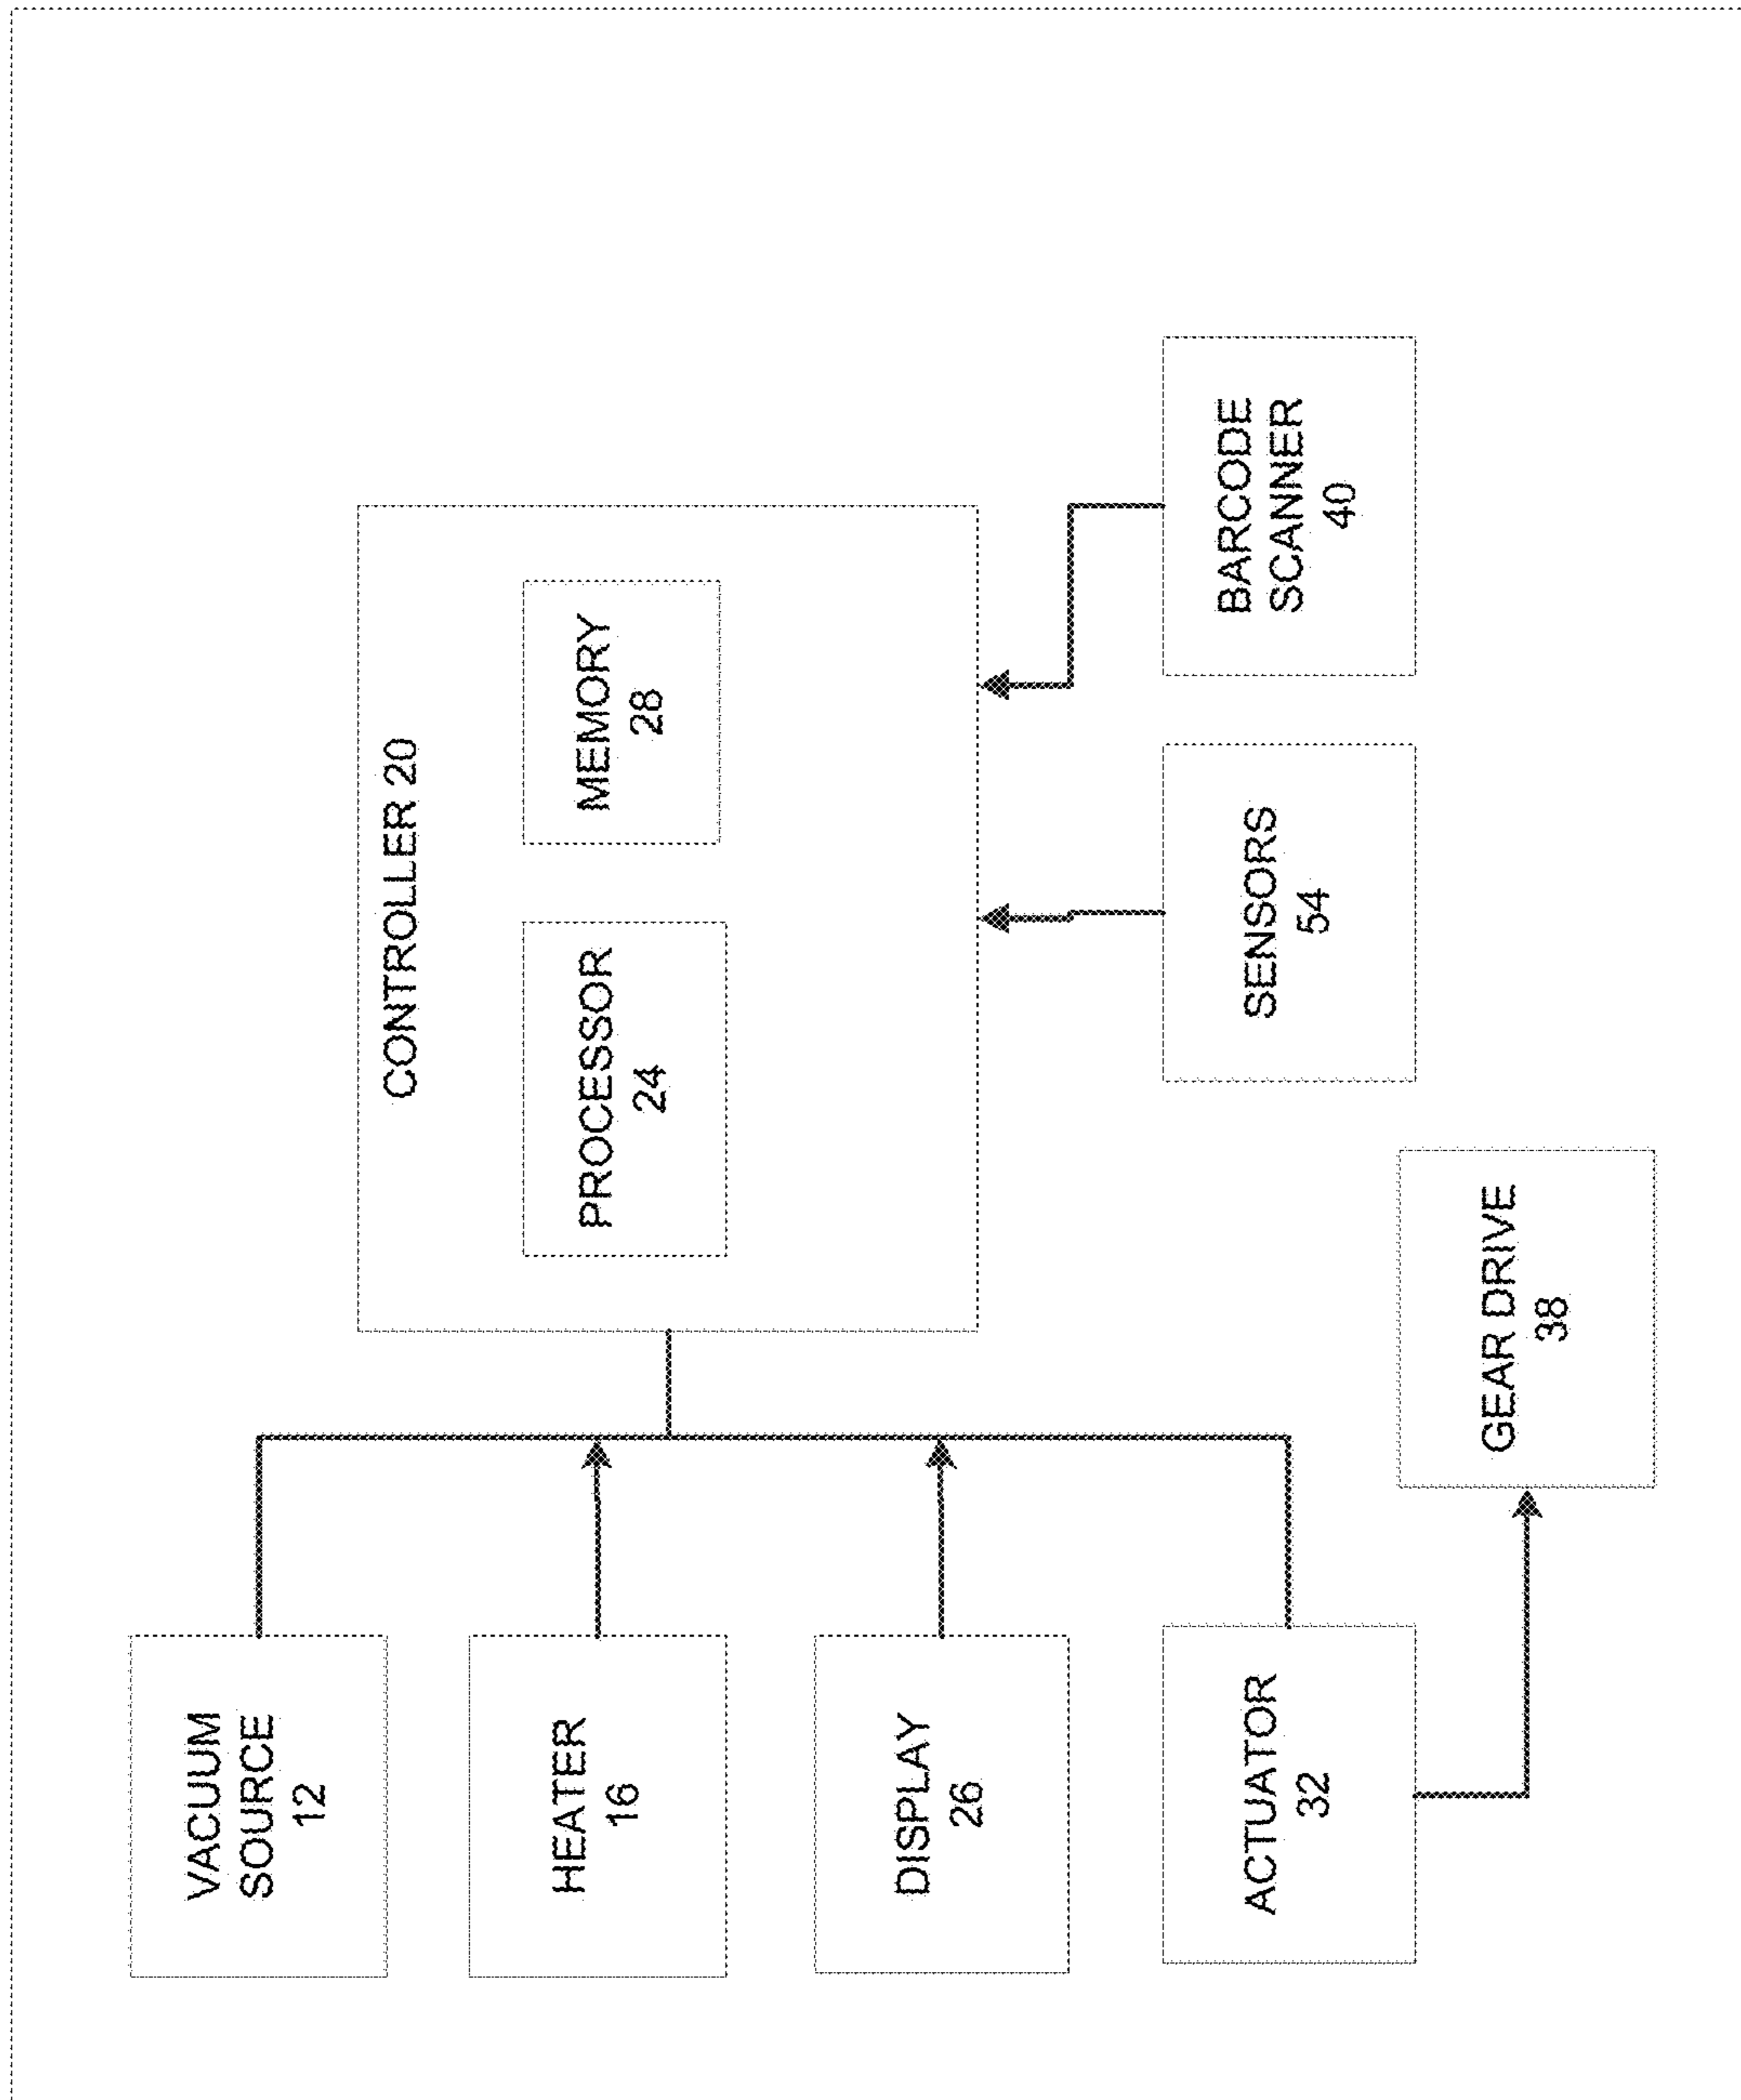 CONTROLLER 20
PROCESSOR
24
MEMORY
28
VACUUM
SOURCE
12
HEATER
16
DISPLAY
26
ACTUATOR
32
GEAR DRIVE
38
SENSORS
54
BARCODE
SCANNER
40